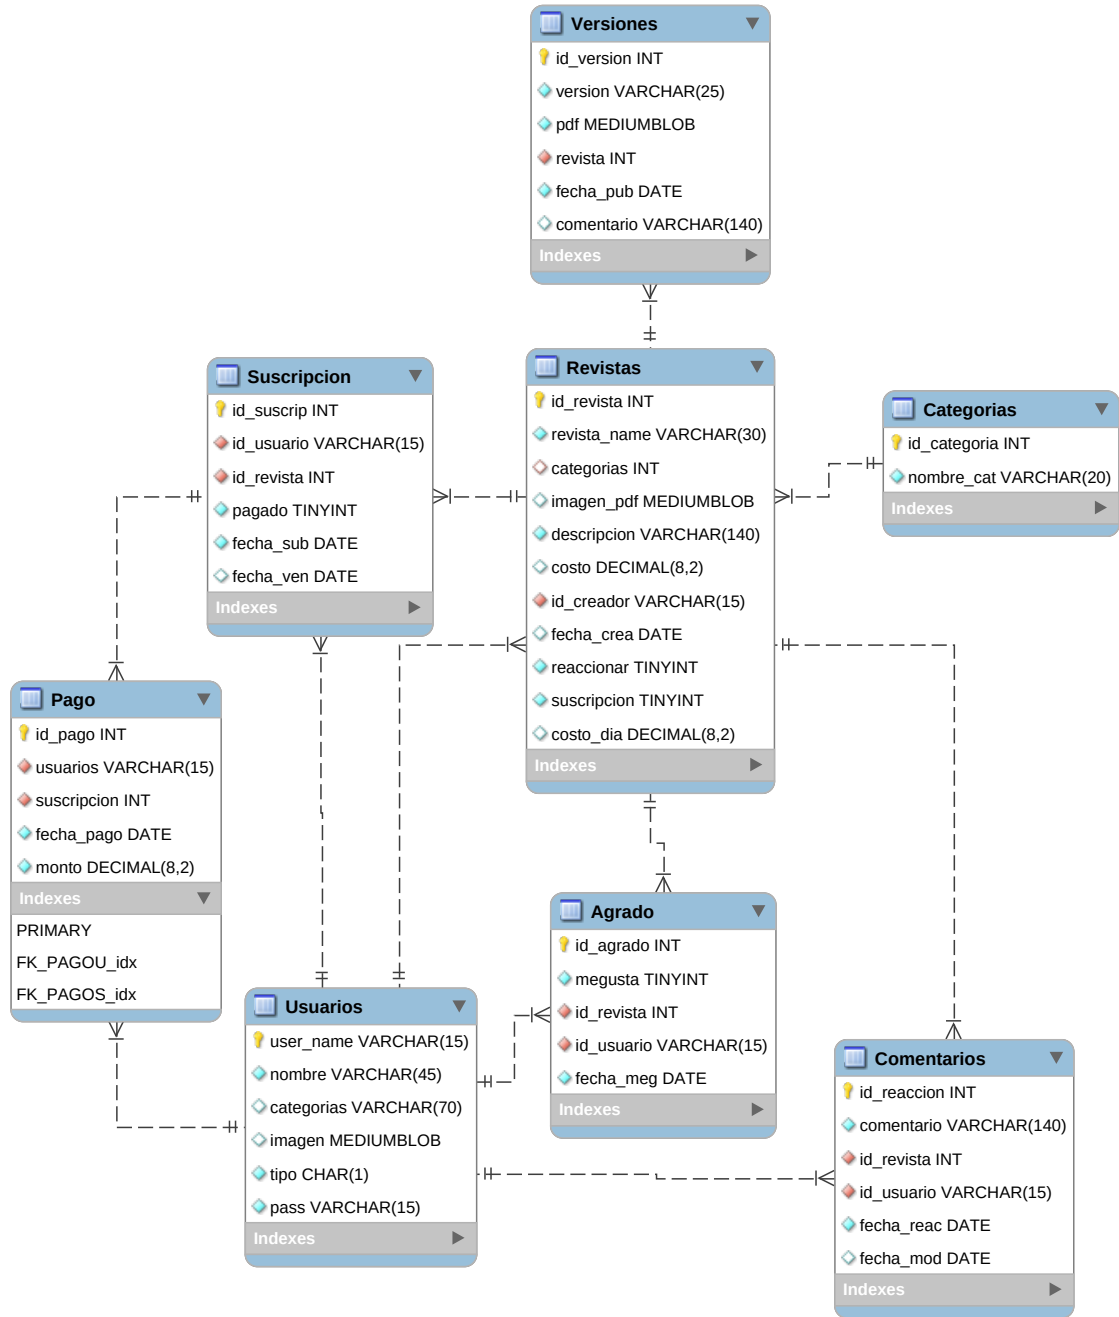 Versiones
id_version INT
version VARCHAR(25)
pdf MEDIUMBLOB
revista INT
fecha_pub DATE
comentario VARCHAR(140)
Indexes
Suscripcion
id_suscrip INT
id_usuario VARCHAR(15)
id_revista INT
pagado TINYINT
fecha_sub DATE
fecha_ven DATE
Indexes
Revistas
id_revista INT
revista_name VARCHAR(30)
categorias INT
imagen_pdf MEDIUMBLOB
descripcion VARCHAR(140)
costo DECIMAL(8,2)
id_creador VARCHAR(15)
fecha_crea DATE
reaccionar TINYINT
suscripcion TINYINT
costo_dia DECIMAL(8,2)
Indexes
Categorias
id_categoria INT
nombre_cat VARCHAR(20)
Indexes
Pago
id_pago INT
usuarios VARCHAR(15)
suscripcion INT
fecha_pago DATE
monto DECIMAL(8,2)
Indexes
PRIMARY
FK_PAGOU_idx
FK_PAGOS_idx
Usuarios
user_name VARCHAR(15)
nombre VARCHAR(45)
categorias VARCHAR(70)
imagen MEDIUMBLOB
tipo CHAR(1)
pass VARCHAR(15)
Indexes
Agrado
id_agrado INT
megusta TINYINT
id_revista INT
id_usuario VARCHAR(15)
fecha_meg DATE
Indexes
Comentarios
id_reaccion INT
comentario VARCHAR(140)
id_revista INT
id_usuario VARCHAR(15)
fecha_reac DATE
fecha_mod DATE
Indexes